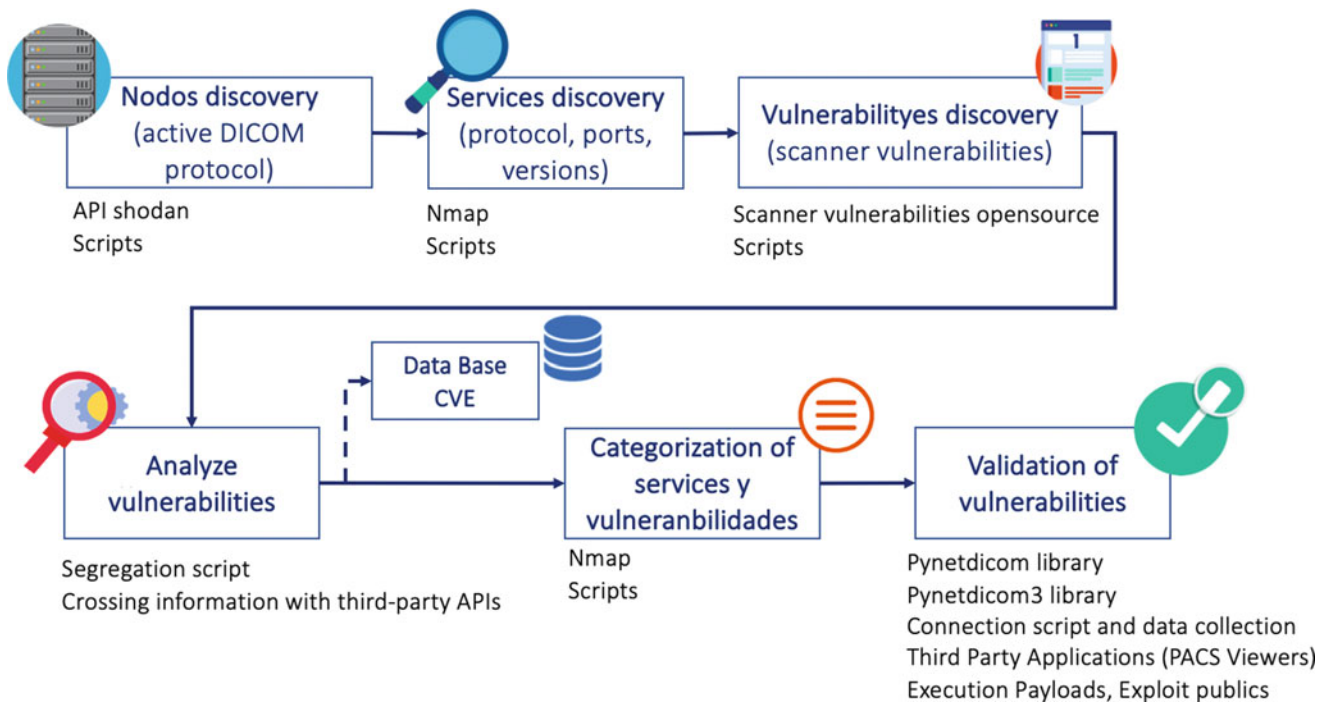 1
Nodos discovery
(active DICOM
protocol)
API shodan
Scripts
Services discovery
(protocol, ports,
versions)
Nmap
Scripts
Vulnerabilityes discovery
(scanner vulnerabilities)
Scanner vulnerabilities opensource
Scripts
Analyze
vulnerabilities
Segregation script
Crossing information with third-party APIs
Data Base
CVE
Categorization of
services y
vulneranbilidades
Nmap
Scripts
Validation of
vulnerabilities
Pynetdicom library
Pynetdicom3 library
Connection script and data collection
Third Party Applications (PACS Viewers)
Execution Payloads, Exploit publics